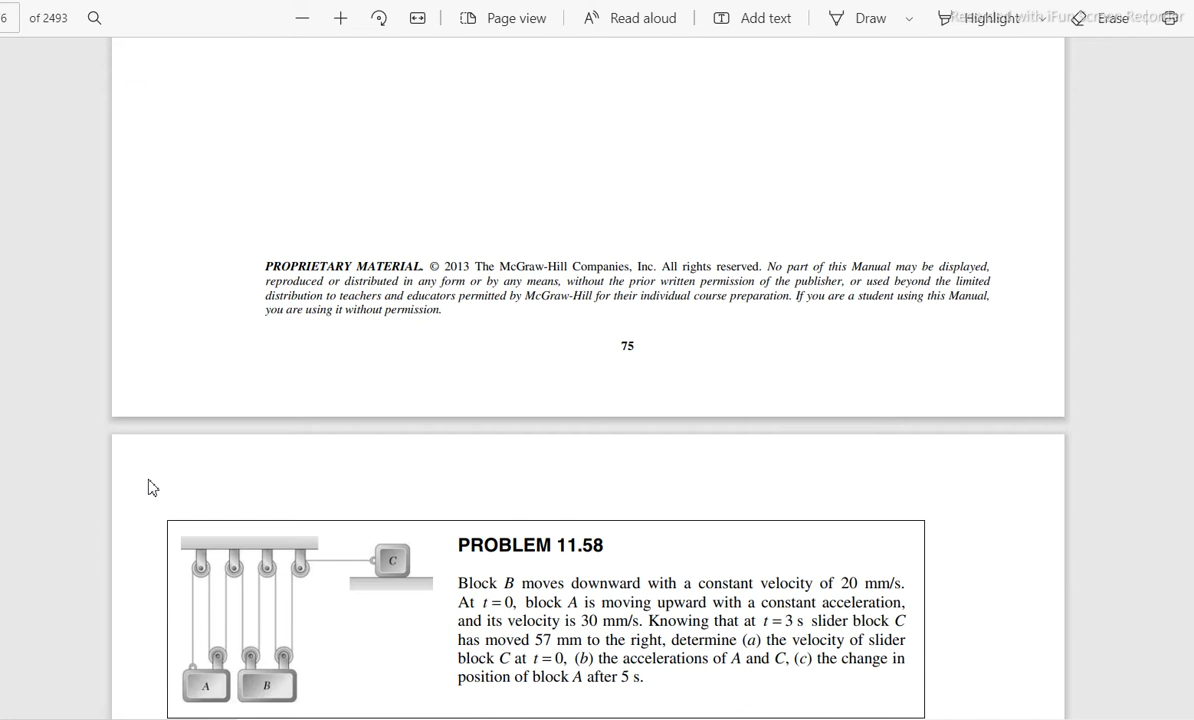 6 of 2493 Page view Read aloud Add text Draw Highlight Erase
Recorded with iFun Screen Recorder
PROPRIETARY MATERIAL. © 2013 The McGraw-Hill Companies, Inc. All rights reserved. No part of this Manual may be displayed,
reproduced or distributed in any form or by any means, without the prior written permission of the publisher, or used beyond the limited
distribution to teachers and educators permitted by McGraw-Hill for their individual course preparation. If you are a student using this Manual,
you are using it without permission.
75
PROBLEM 11.58
Block B moves downward with a constant velocity of 20 mm/s.
At t = 0, block A is moving upward with a constant acceleration,
and its velocity is 30 mm/s. Knowing that at t = 3 s slider block C
has moved 57 mm to the right, determine (a) the velocity of slider
block C at t = 0, (b) the accelerations of A and C, (c) the change in
position of block A after 5 s.
C
A B